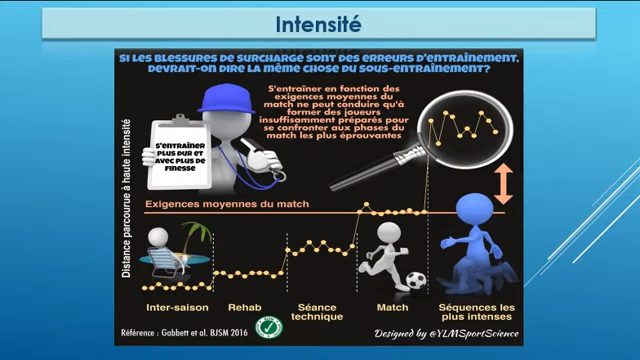 Intensité
SI LES BLESSURES DE SURCHARGE SONT DES ERREURS D'ENTRAÎNEMENT,
DEVRAIT-ON DIRE LA MÊME CHOSE DU SOUS-ENTRAÎNEMENT?
S'entraîner en fonction des
exigences moyennes du
match ne peut conduire qu'à
former des joueurs
insuffisamment préparés pour
se confronter aux phases du
match les plus éprouvantes
S'ENTRAÎNER
PLUS DUR ET
AVEC PLUS DE
FINESSE
Distance parcourue à haute intensité
Exigences moyennes du match
Inter-saison
Rehab
Séance
technique
Match
Séquences les
plus intenses
Référence : Gabbett et al. BJSM 2016
Designed by @YLMSportScience